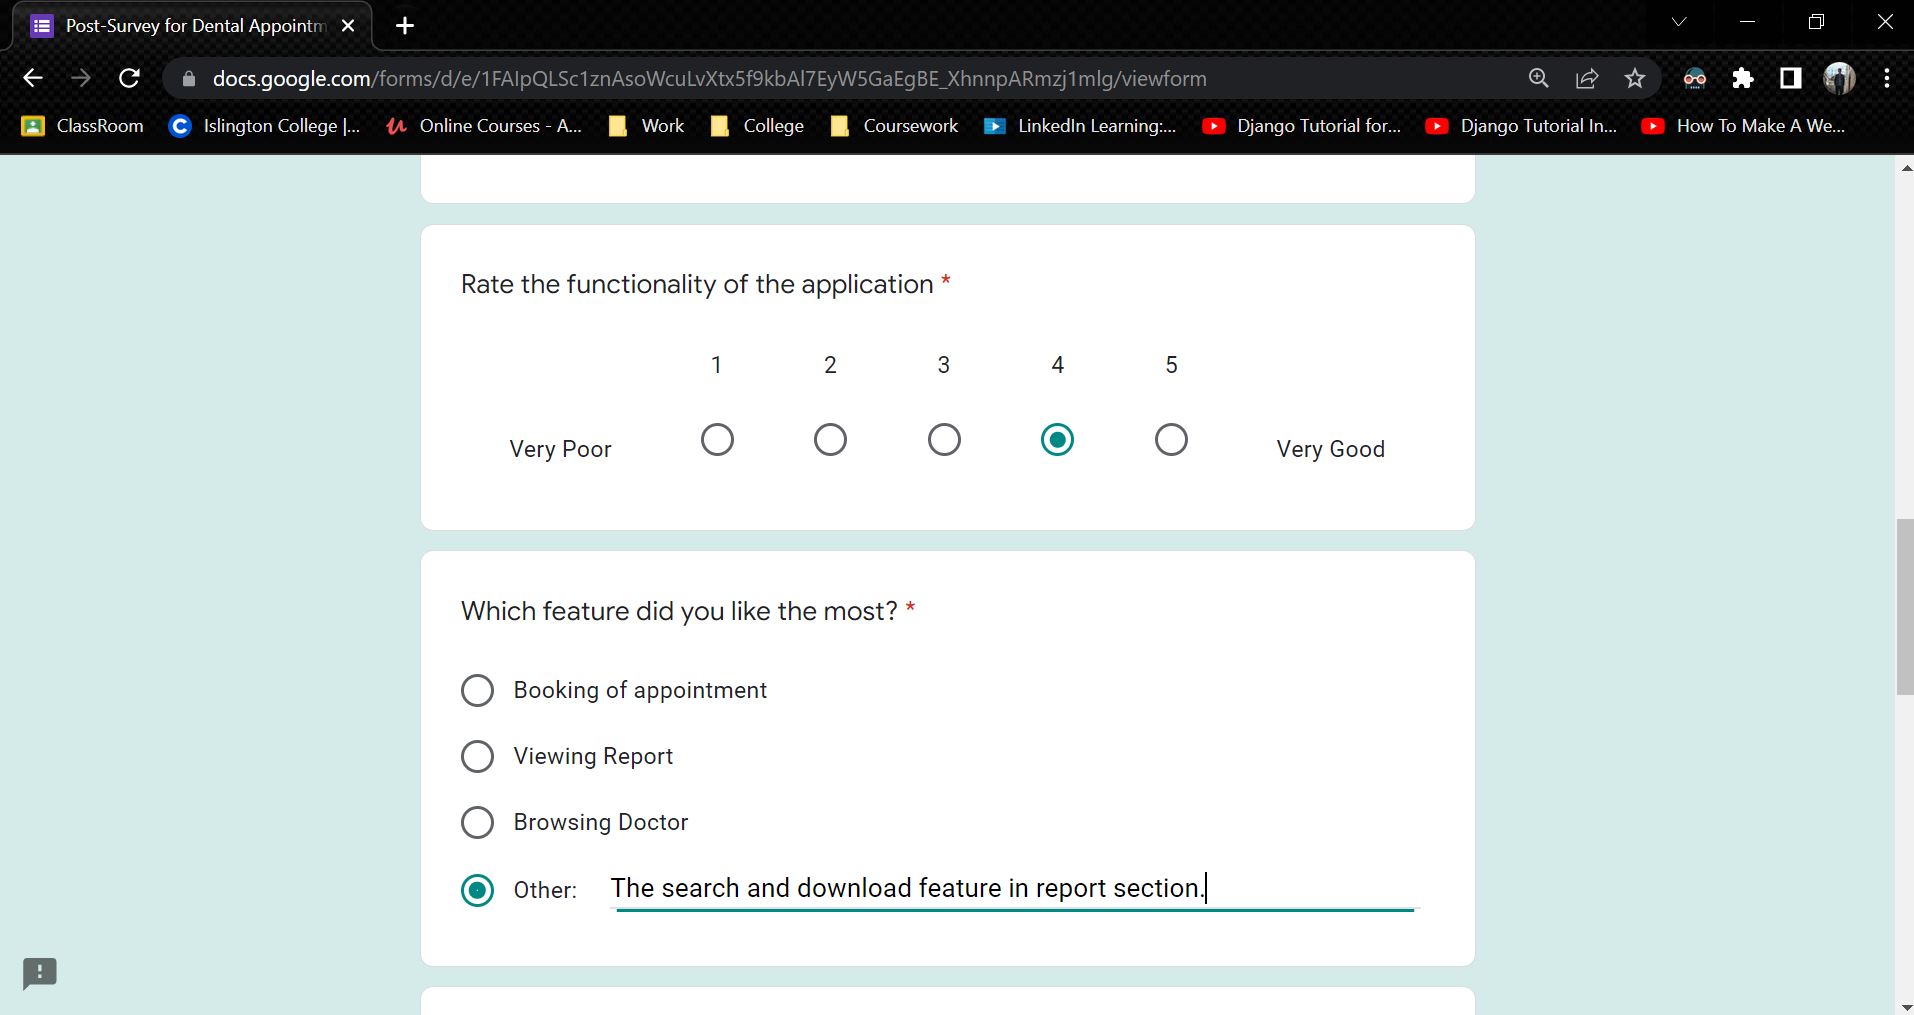 Post-Survey for Dental Appointm
docs.google.com/forms/d/e/1FAIpQLSc1znAsoWcuLvXtx5f9kbAl7EyW5GaEgBE_XhnnpARmzj1mlg/viewform
ClassRoom Islington College |... Online Courses - A... Work College Coursework LinkedIn Learning:... Django Tutorial for... Django Tutorial In... How To Make A We...
Rate the functionality of the application *
1 2 3 4 5
Very Poor Very Good
Which feature did you like the most? *
Booking of appointment
Viewing Report
Browsing Doctor
Other: The search and download feature in report section.